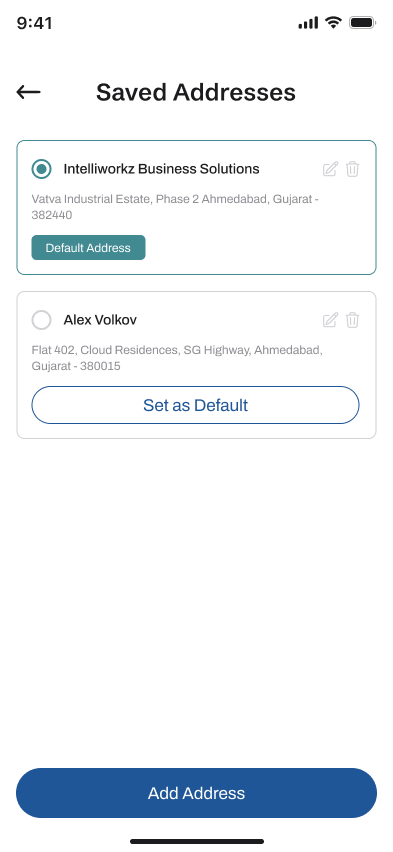 9:41
Saved Addresses
Intelliworkz Business Solutions
Vatva Industrial Estate, Phase 2 Ahmedabad, Gujarat -
382440
Default Address
Alex Volkov
Flat 402, Cloud Residences, SG Highway, Ahmedabad,
Gujarat - 380015
Set as Default
Add Address